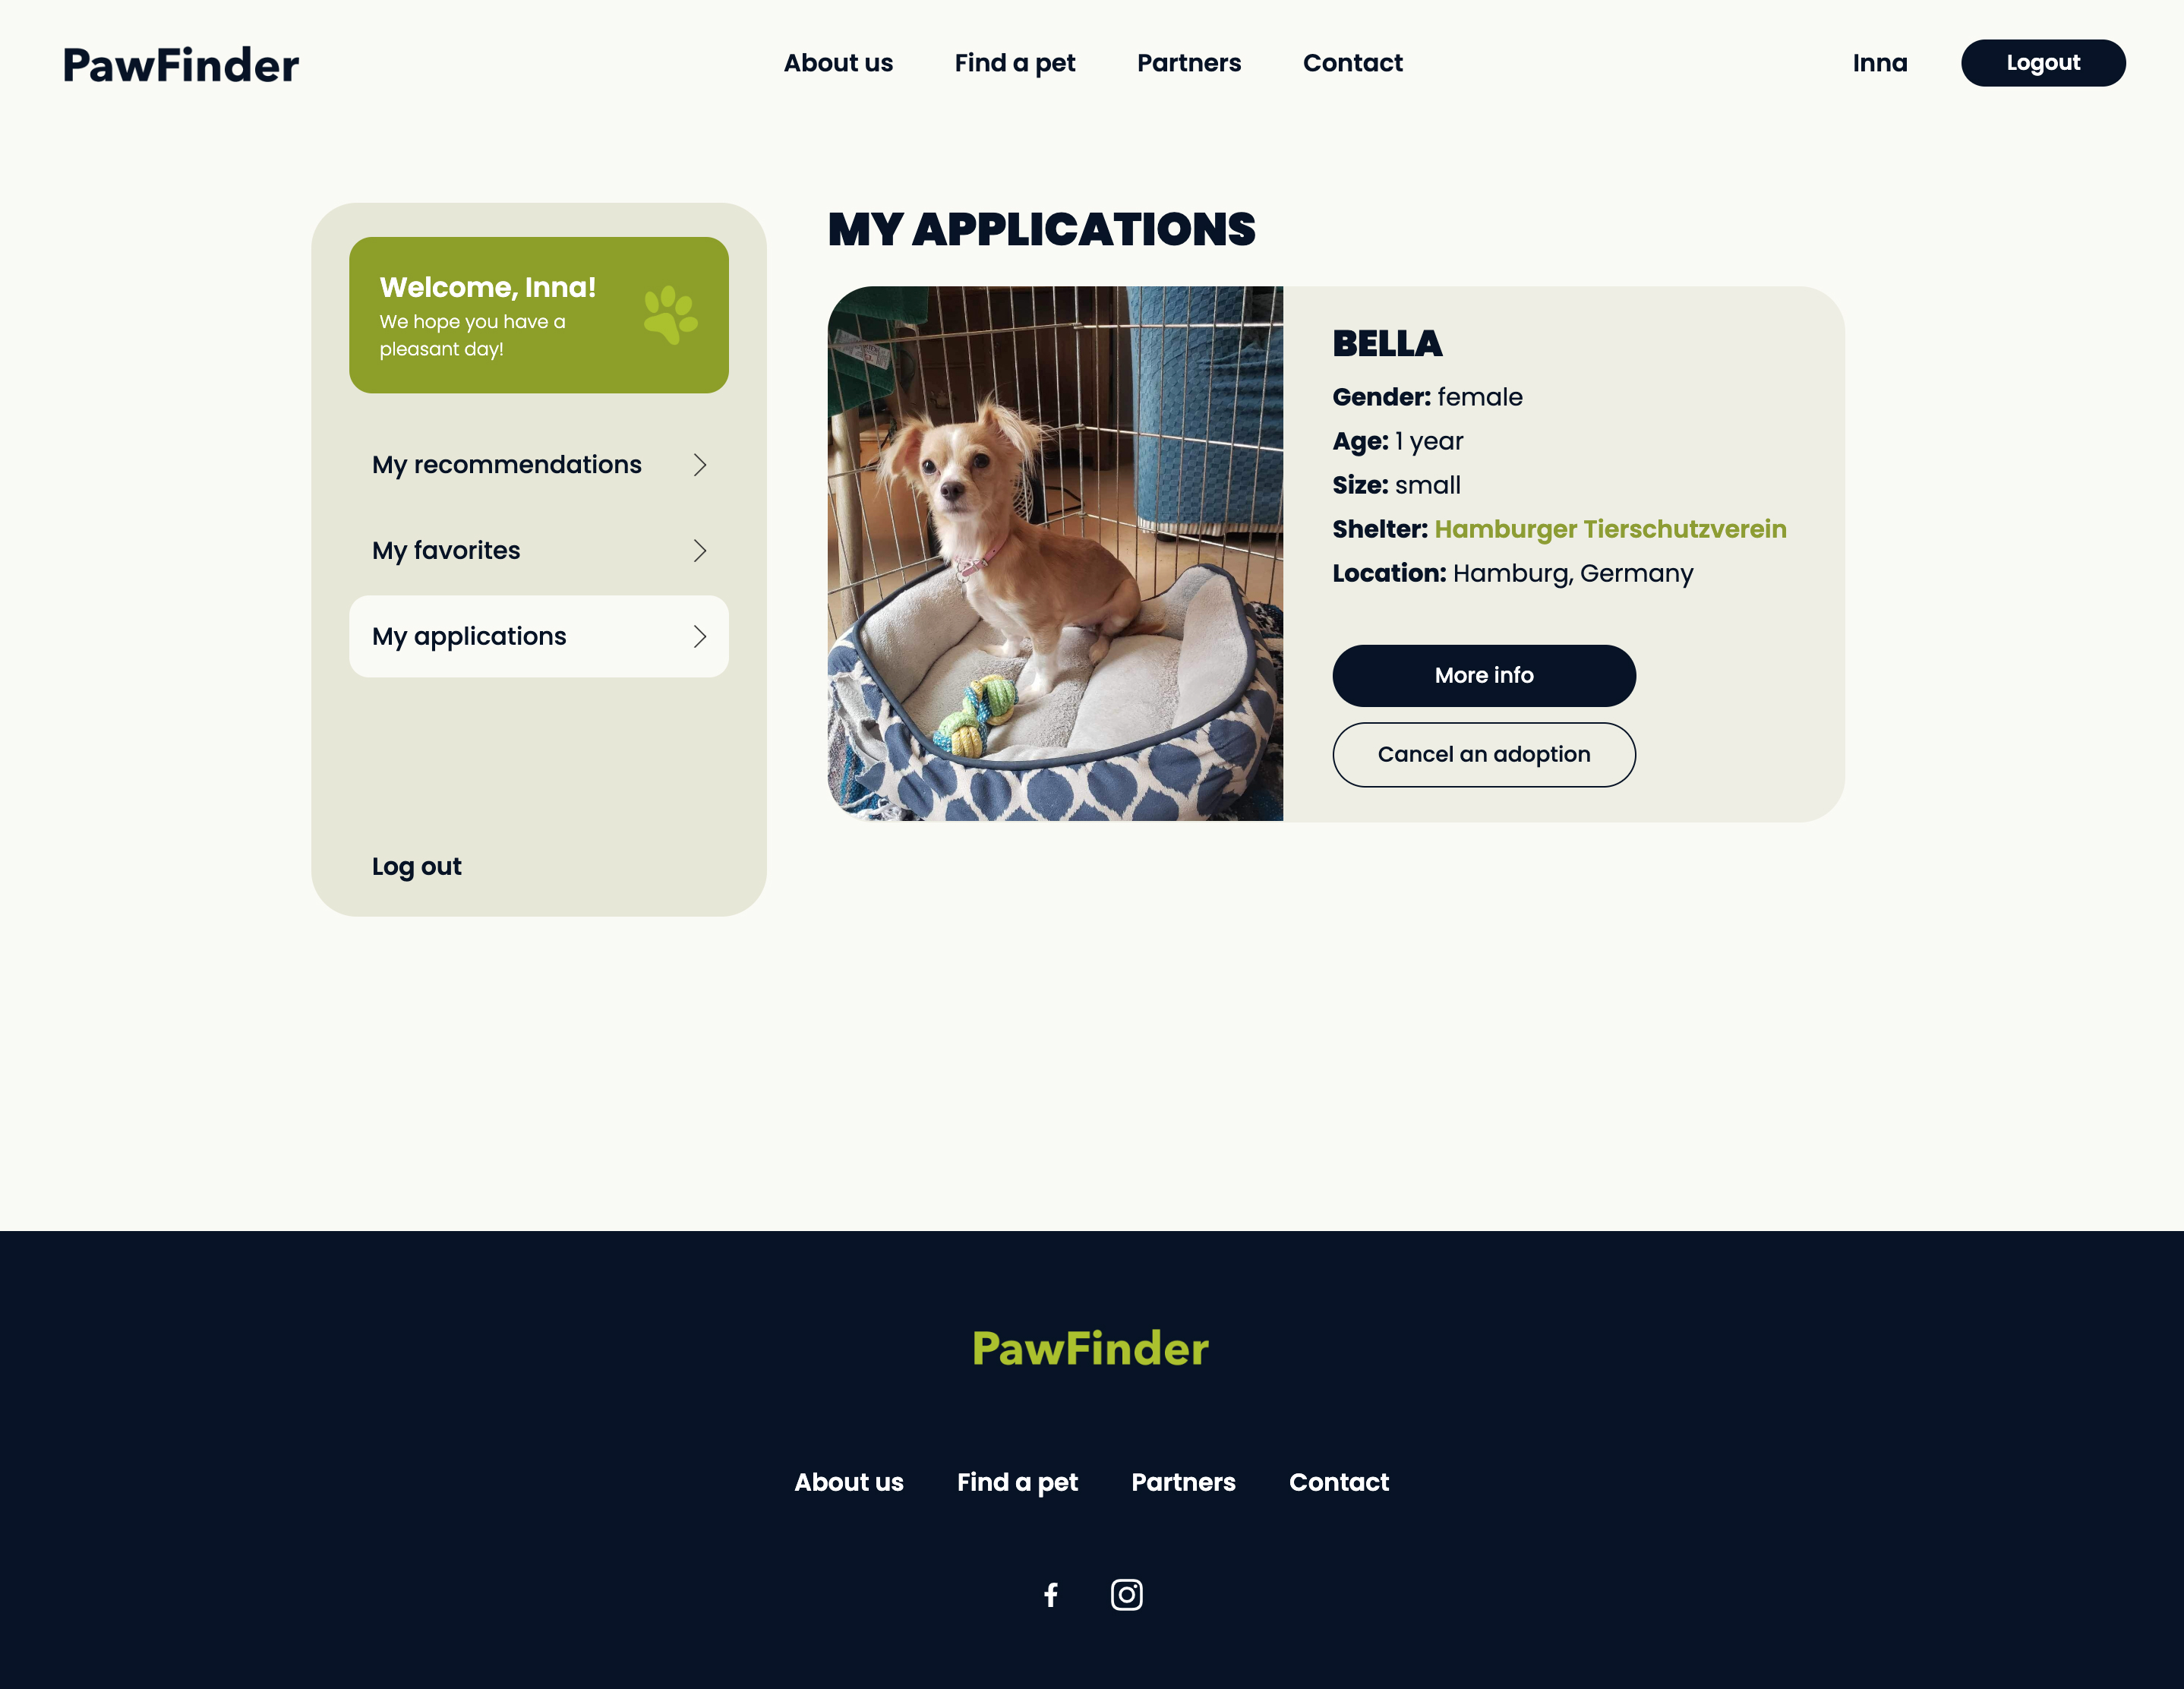 PawFinder
About us
Find a pet
Partners
Contact
Inna
Logout
Welcome, Inna!
We hope you have a
pleasant day!
My recommendations
My favorites
My applications
Log out
MY APPLICATIONS
BELLA
Gender: female
Age: 1 year
Size: small
Shelter: Hamburger Tierschutzverein
Location: Hamburg, Germany
More info
Cancel an adoption
PawFinder
About us
Find a pet
Partners
Contact